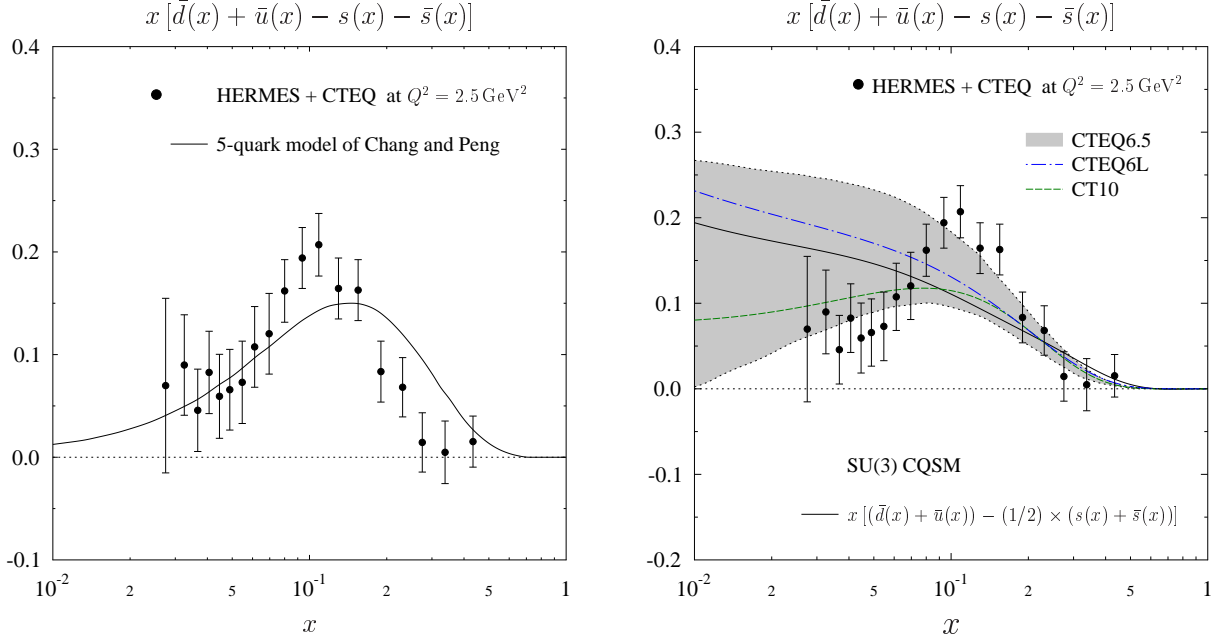 x [d̄(x) + ū(x) − s(x) − s̄(x)]
0.4
0.3
0.2
0.1
0.0
-0.1
HERMES + CTEQ at Q² = 2.5 GeV²
5-quark model of Chang and Peng
10⁻² 2 5 10⁻¹ 2 5 1
x
x [d̄(x) + ū(x) − s(x) − s̄(x)]
0.4
0.3
0.2
0.1
0.0
-0.1
-0.2
HERMES + CTEQ at Q² = 2.5 GeV²
CTEQ6.5
CTEQ6L
CT10
SU(3) CQSM
x [(d̄(x) + ū(x)) − (1/2) × (s(x) + s̄(x))]
10⁻² 2 5 10⁻¹ 2 5 1
x